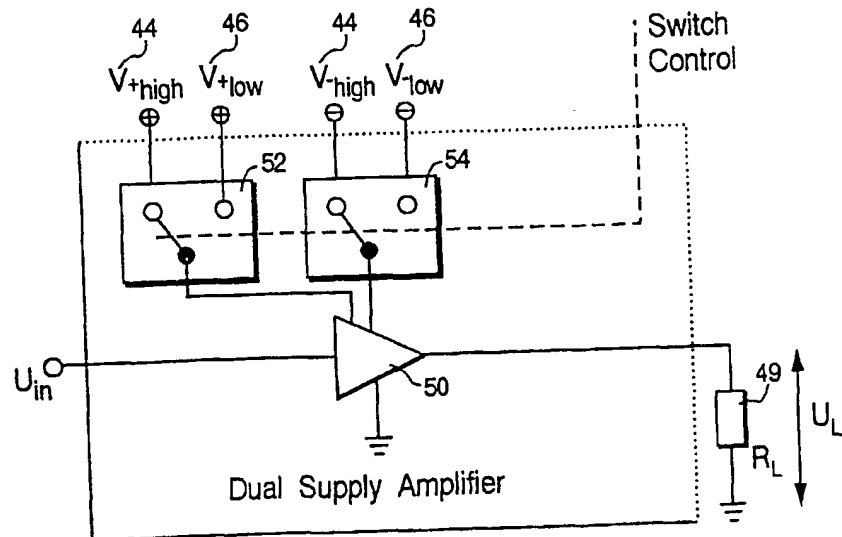 44 46 44 46
V+high V+low V-high V-low
Switch
Control
52 54
Uin
50
49
UL
RL
Dual Supply Amplifier